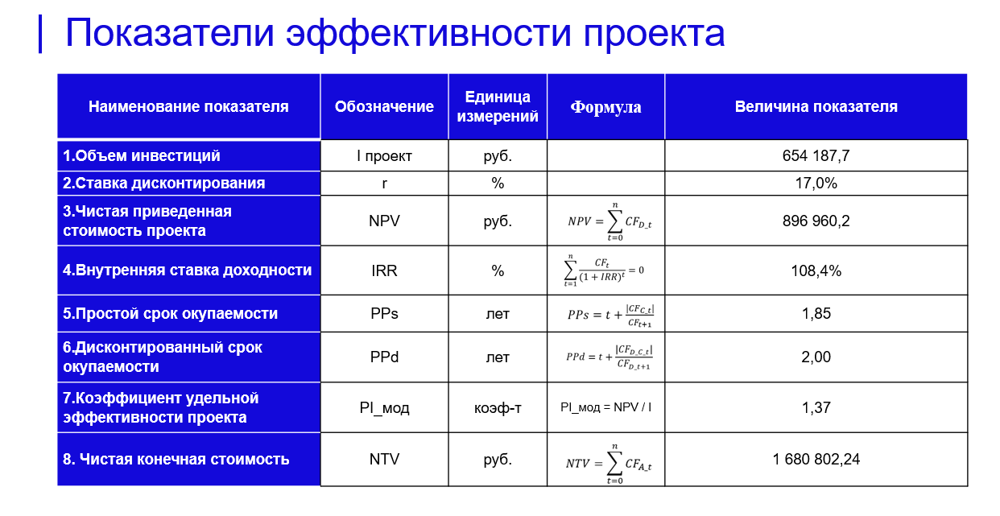 Показатели эффективности проекта
Наименование показателя
Обозначение
Единица
измерений
Формула
Величина показателя
1.Объем инвестиций
I проект
руб.
654 187,7
2.Ставка дисконтирования
r
%
17,0%
3.Чистая приведенная
стоимость проекта
NPV
руб.
NPV = \sum_{t=0}^{n} CF_{D\_t}
896 960,2
4.Внутренняя ставка доходности
IRR
%
\sum_{t=1}^{n} \frac{CF_t}{(1 + IRR)^t} = 0
108,4%
5.Простой срок окупаемости
PPs
лет
PPs = t + \frac{|CF_{C\_t}|}{CF_{t+1}}
1,85
6.Дисконтированный срок
окупаемости
PPd
лет
PPd = t + \frac{|CF_{D\_C\_t}|}{CF_{D\_t+1}}
2,00
7.Коэффициент удельной
эффективности проекта
PI_мод
коэф-т
PI_мод = NPV / I
1,37
8. Чистая конечная стоимость
NTV
руб.
NTV = \sum_{t=0}^{n} CF_{A\_t}
1 680 802,24